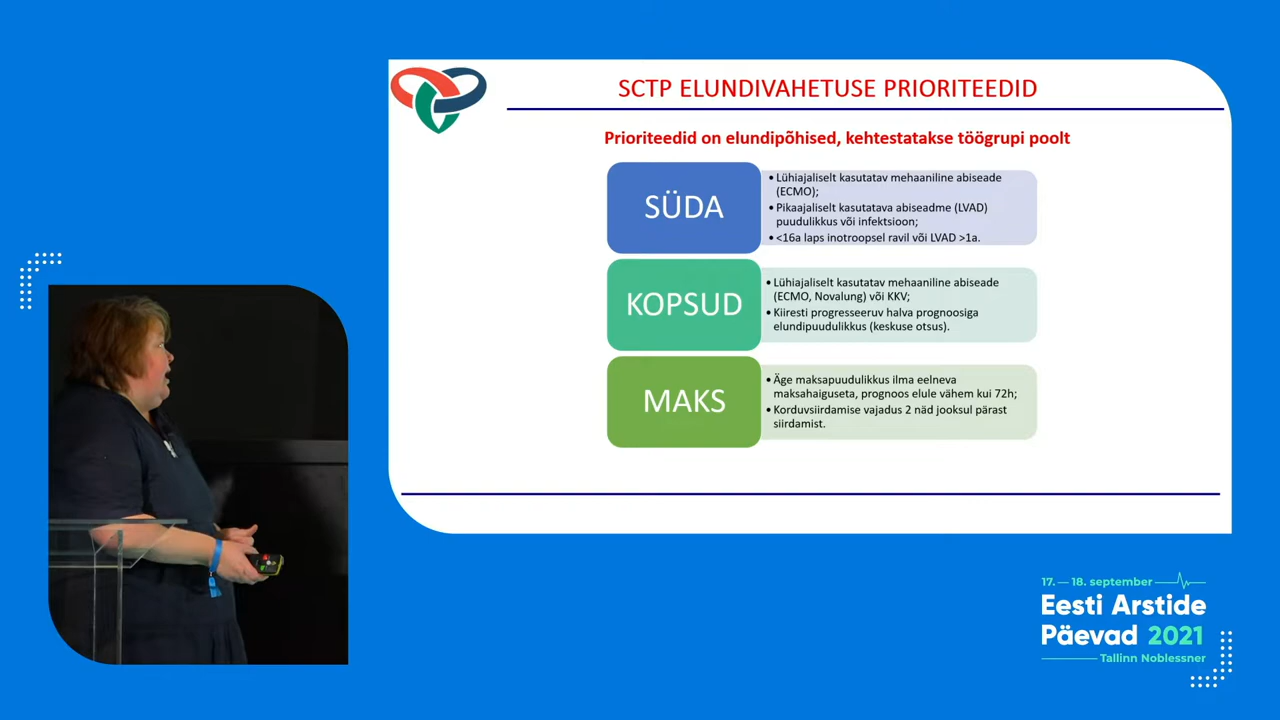 SCTP ELUNDIVAHETUSE PRIORITEEDID
Prioriteedid on elundipõhised, kehtestatakse töögrupi poolt
SÜDA
• Lühiajaliselt kasutatav mehaaniline abiseade
(ECMO);
• Pikaajaliselt kasutatava abiseadme (LVAD)
puudulikkus või infektsioon;
• <16a laps inotroopsel ravil või LVAD >1a.
KOPSUD
• Lühiajaliselt kasutatav mehaaniline abiseade
(ECMO, Novalung) või KKV;
• Kiiresti progresseeruv halva prognoosiga
elundipuudulikkus (keskuse otsus).
MAKS
• Äge maksapuudulikkus ilma eelneva
maksahaiguseta, prognoos elule vähem kui 72h;
• Korduvsiirdamise vajadus 2 näd jooksul pärast
siirdamist.
17. — 18. september
Eesti Arstide
Päevad 2021
Tallinn Noblessner